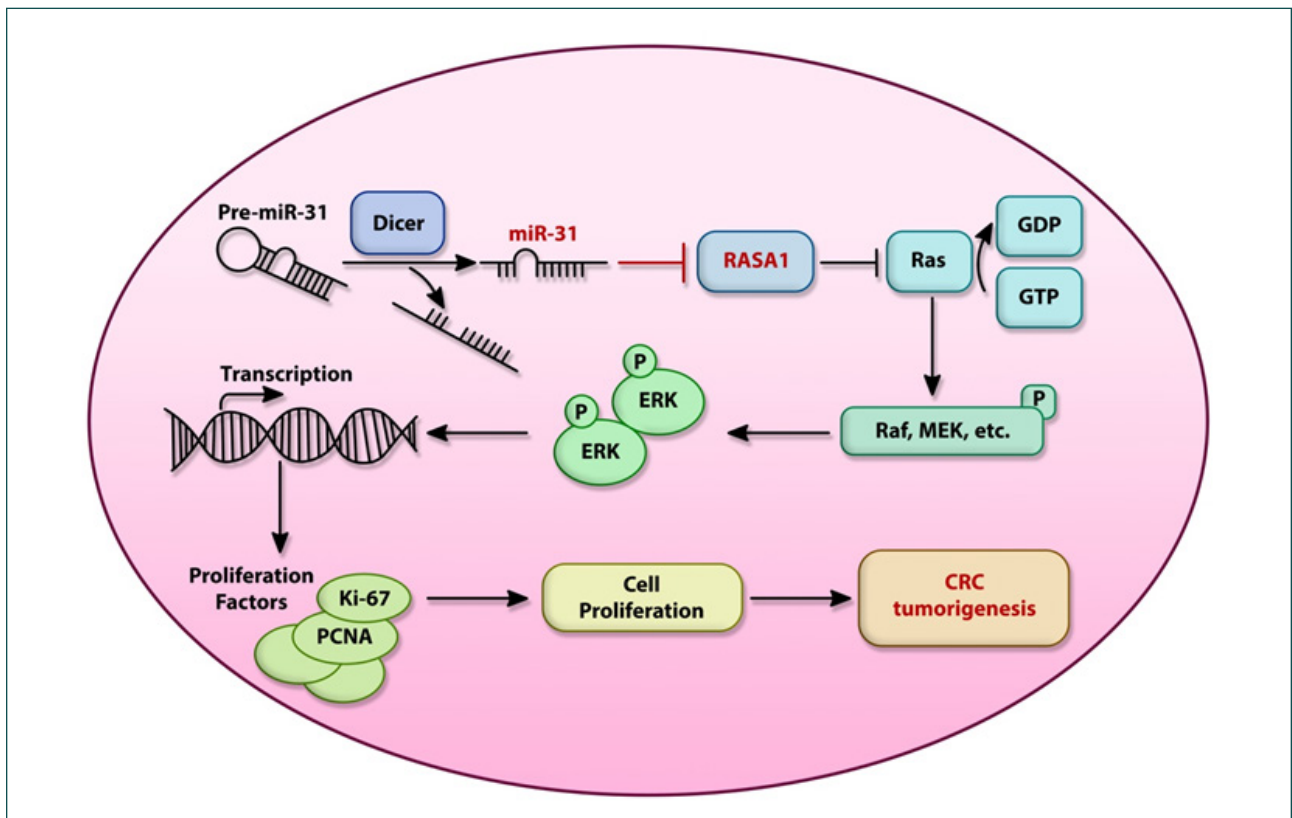 Pre-miR-31
Dicer
miR-31
RASA1
Ras
GDP
GTP
Transcription
P
ERK
P
ERK
P
Raf, MEK, etc.
Proliferation
Factors
Ki-67
PCNA
Cell
Proliferation
CRC
tumorigenesis